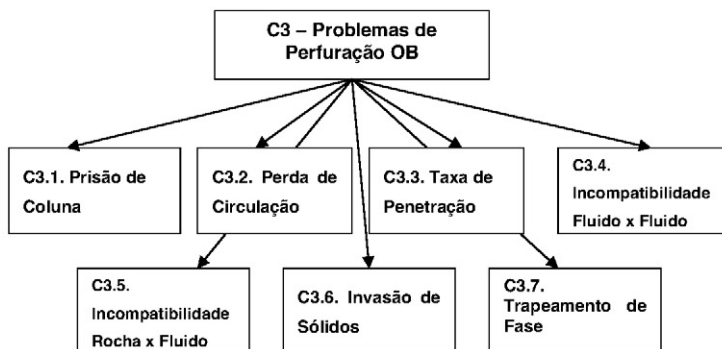 C3 – Problemas de
Perfuração OB
C3.1. Prisão de
Coluna
C3.2. Perda de
Circulação
C3.3. Taxa de
Penetração
C3.4.
Incompatibilidade
Fluido x Fluido
C3.5.
Incompatibilidade
Rocha x Fluido
C3.6. Invasão de
Sólidos
C3.7.
Trapeamento de
Fase